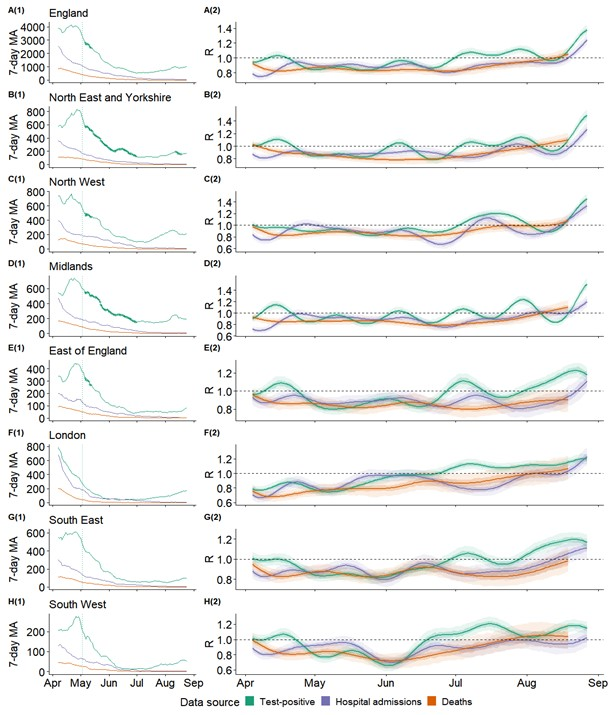 A(1) England A(2)
7-day MA
4000
3000
2000
1000
0
R
1.4
1.2
1.0
0.8
B(1) North East and Yorkshire B(2)
7-day MA
800
600
400
200
0
R
1.4
1.2
1.0
0.8
C(1) North West C(2)
7-day MA
800
600
400
200
0
R
1.4
1.2
1.0
0.8
0.6
D(1) Midlands D(2)
7-day MA
600
400
200
0
R
1.4
1.2
1.0
0.8
0.6
E(1) East of England E(2)
7-day MA
400
300
200
100
0
R
1.2
1.0
0.8
F(1) London F(2)
7-day MA
800
600
400
200
0
R
1.4
1.2
1.0
0.8
0.6
G(1) South East G(2)
7-day MA
600
400
200
0
R
1.2
1.0
0.8
H(1) South West H(2)
7-day MA
200
100
0
R
1.2
1.0
0.8
0.6
Apr May Jun Jul Aug Sep Apr May Jun Jul Aug Sep
Data source Test-positive Hospital admissions Deaths